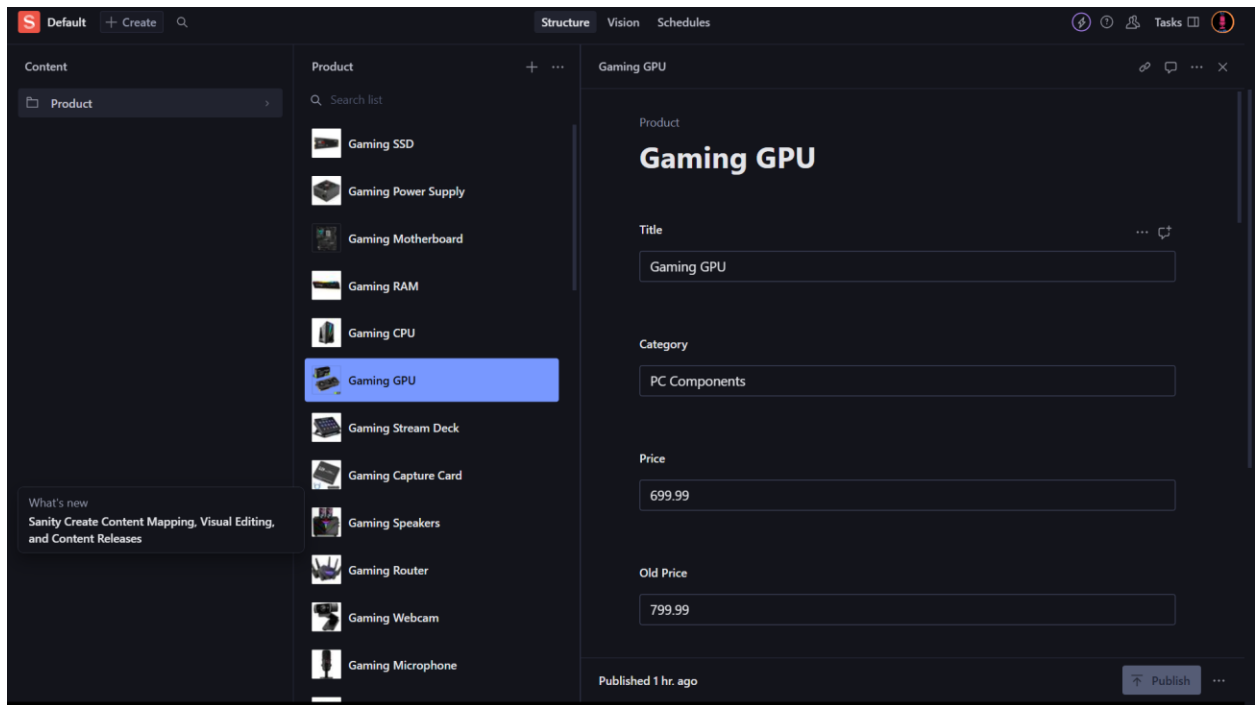 S Default + Create Structure Vision Schedules Tasks
Content
Product
Product
Search list
Gaming SSD
Gaming Power Supply
Gaming Motherboard
Gaming RAM
Gaming CPU
Gaming GPU
Gaming Stream Deck
Gaming Capture Card
Gaming Speakers
Gaming Router
Gaming Webcam
Gaming Microphone
What's new
Sanity Create Content Mapping, Visual Editing,
and Content Releases
Gaming GPU
Product
Gaming GPU
Title
Gaming GPU
Category
PC Components
Price
699.99
Old Price
799.99
Published 1 hr. ago Publish